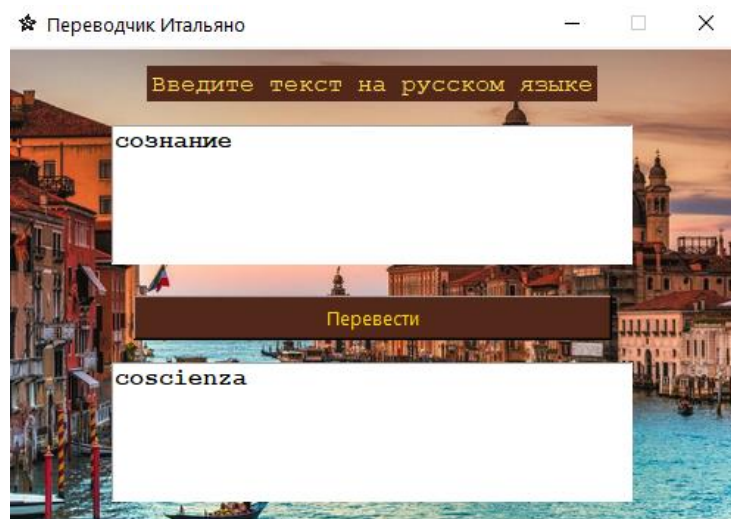 Переводчик Итальяно
Введите текст на русском языке
сознание
Перевести
coscienza